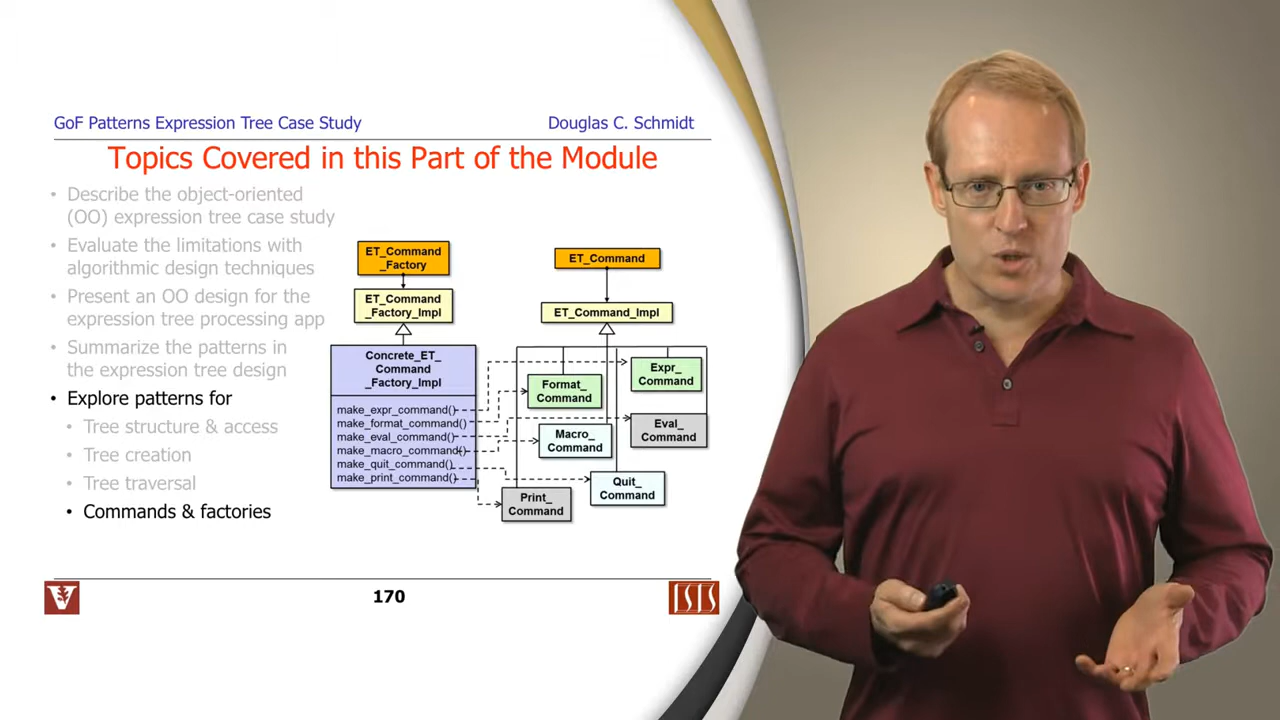 GoF Patterns Expression Tree Case Study
Douglas C. Schmidt
Topics Covered in this Part of the Module
• Describe the object-oriented
(OO) expression tree case study
• Evaluate the limitations with
algorithmic design techniques
• Present an OO design for the
expression tree processing app
• Summarize the patterns in
the expression tree design
• Explore patterns for
• Tree structure & access
• Tree creation
• Tree traversal
• Commands & factories
ET_Command
_Factory
ET_Command
_Factory_Impl
Concrete_ET_
Command
_Factory_Impl
make_expr_command()
make_format_command()
make_eval_command()
make_macro_command()
make_quit_command()
make_print_command()
ET_Command
ET_Command_Impl
Expr_
Command
Format_
Command
Eval_
Command
Macro_
Command
Quit_
Command
Print_
Command
V
170
ISIS